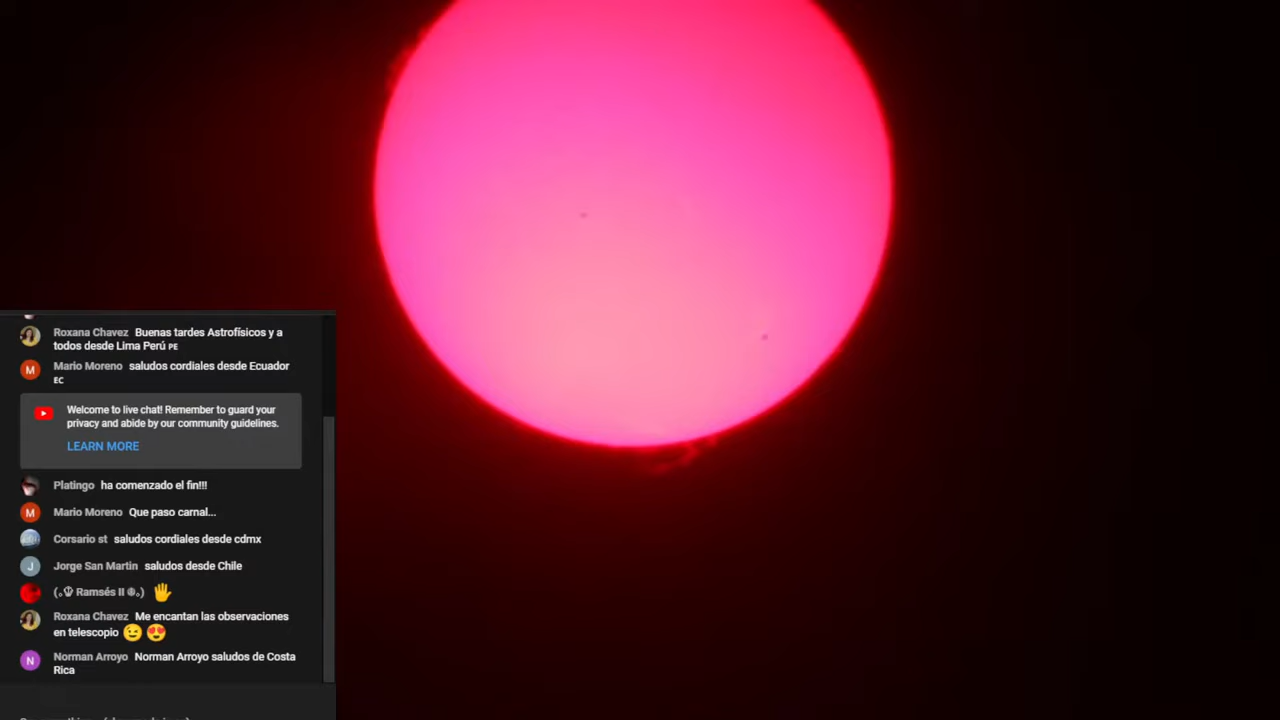 Roxana Chavez Buenas tardes Astrofísicos y a
todos desde Lima Perú PE
Mario Moreno saludos cordiales desde Ecuador
EC
Welcome to live chat! Remember to guard your
privacy and abide by our community guidelines.
LEARN MORE
Platingo ha comenzado el fin!!!
M Mario Moreno Que paso carnal...
Corsario st saludos cordiales desde cdmx
J Jorge San Martin saludos desde Chile
Ramsés II
Roxana Chavez Me encantan las observaciones
en telescopio 😉😍
N Norman Arroyo Norman Arroyo saludos de Costa
Rica